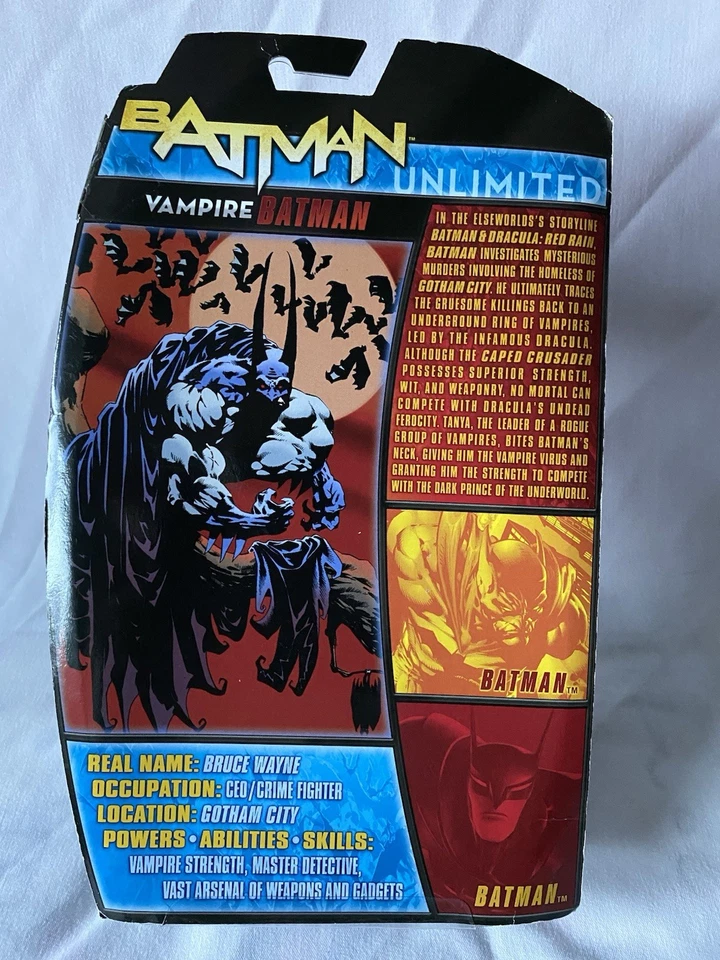 BATMAN™
UNLIMITED
VAMPIRE BATMAN
IN THE ELSEWORLDS'S STORYLINE
BATMAN & DRACULA: RED RAIN,
BATMAN INVESTIGATES MYSTERIOUS
MURDERS INVOLVING THE HOMELESS OF
GOTHAM CITY. HE ULTIMATELY TRACES
THE GRUESOME KILLINGS BACK TO AN
UNDERGROUND RING OF VAMPIRES,
LED BY THE INFAMOUS DRACULA.
ALTHOUGH THE CAPED CRUSADER
POSSESSES SUPERIOR STRENGTH,
WIT, AND WEAPONRY, NO MORTAL CAN
COMPETE WITH DRACULA'S UNDEAD
FEROCITY. TANYA, THE LEADER OF A ROGUE
GROUP OF VAMPIRES, BITES BATMAN'S
NECK, GIVING HIM THE VAMPIRE VIRUS AND
GRANTING HIM THE STRENGTH TO COMPETE
WITH THE DARK PRINCE OF THE UNDERWORLD.
BATMAN™
BATMAN™
REAL NAME: BRUCE WAYNE
OCCUPATION: CEO/CRIME FIGHTER
LOCATION: GOTHAM CITY
POWERS • ABILITIES • SKILLS:
VAMPIRE STRENGTH, MASTER DETECTIVE,
VAST ARSENAL OF WEAPONS AND GADGETS